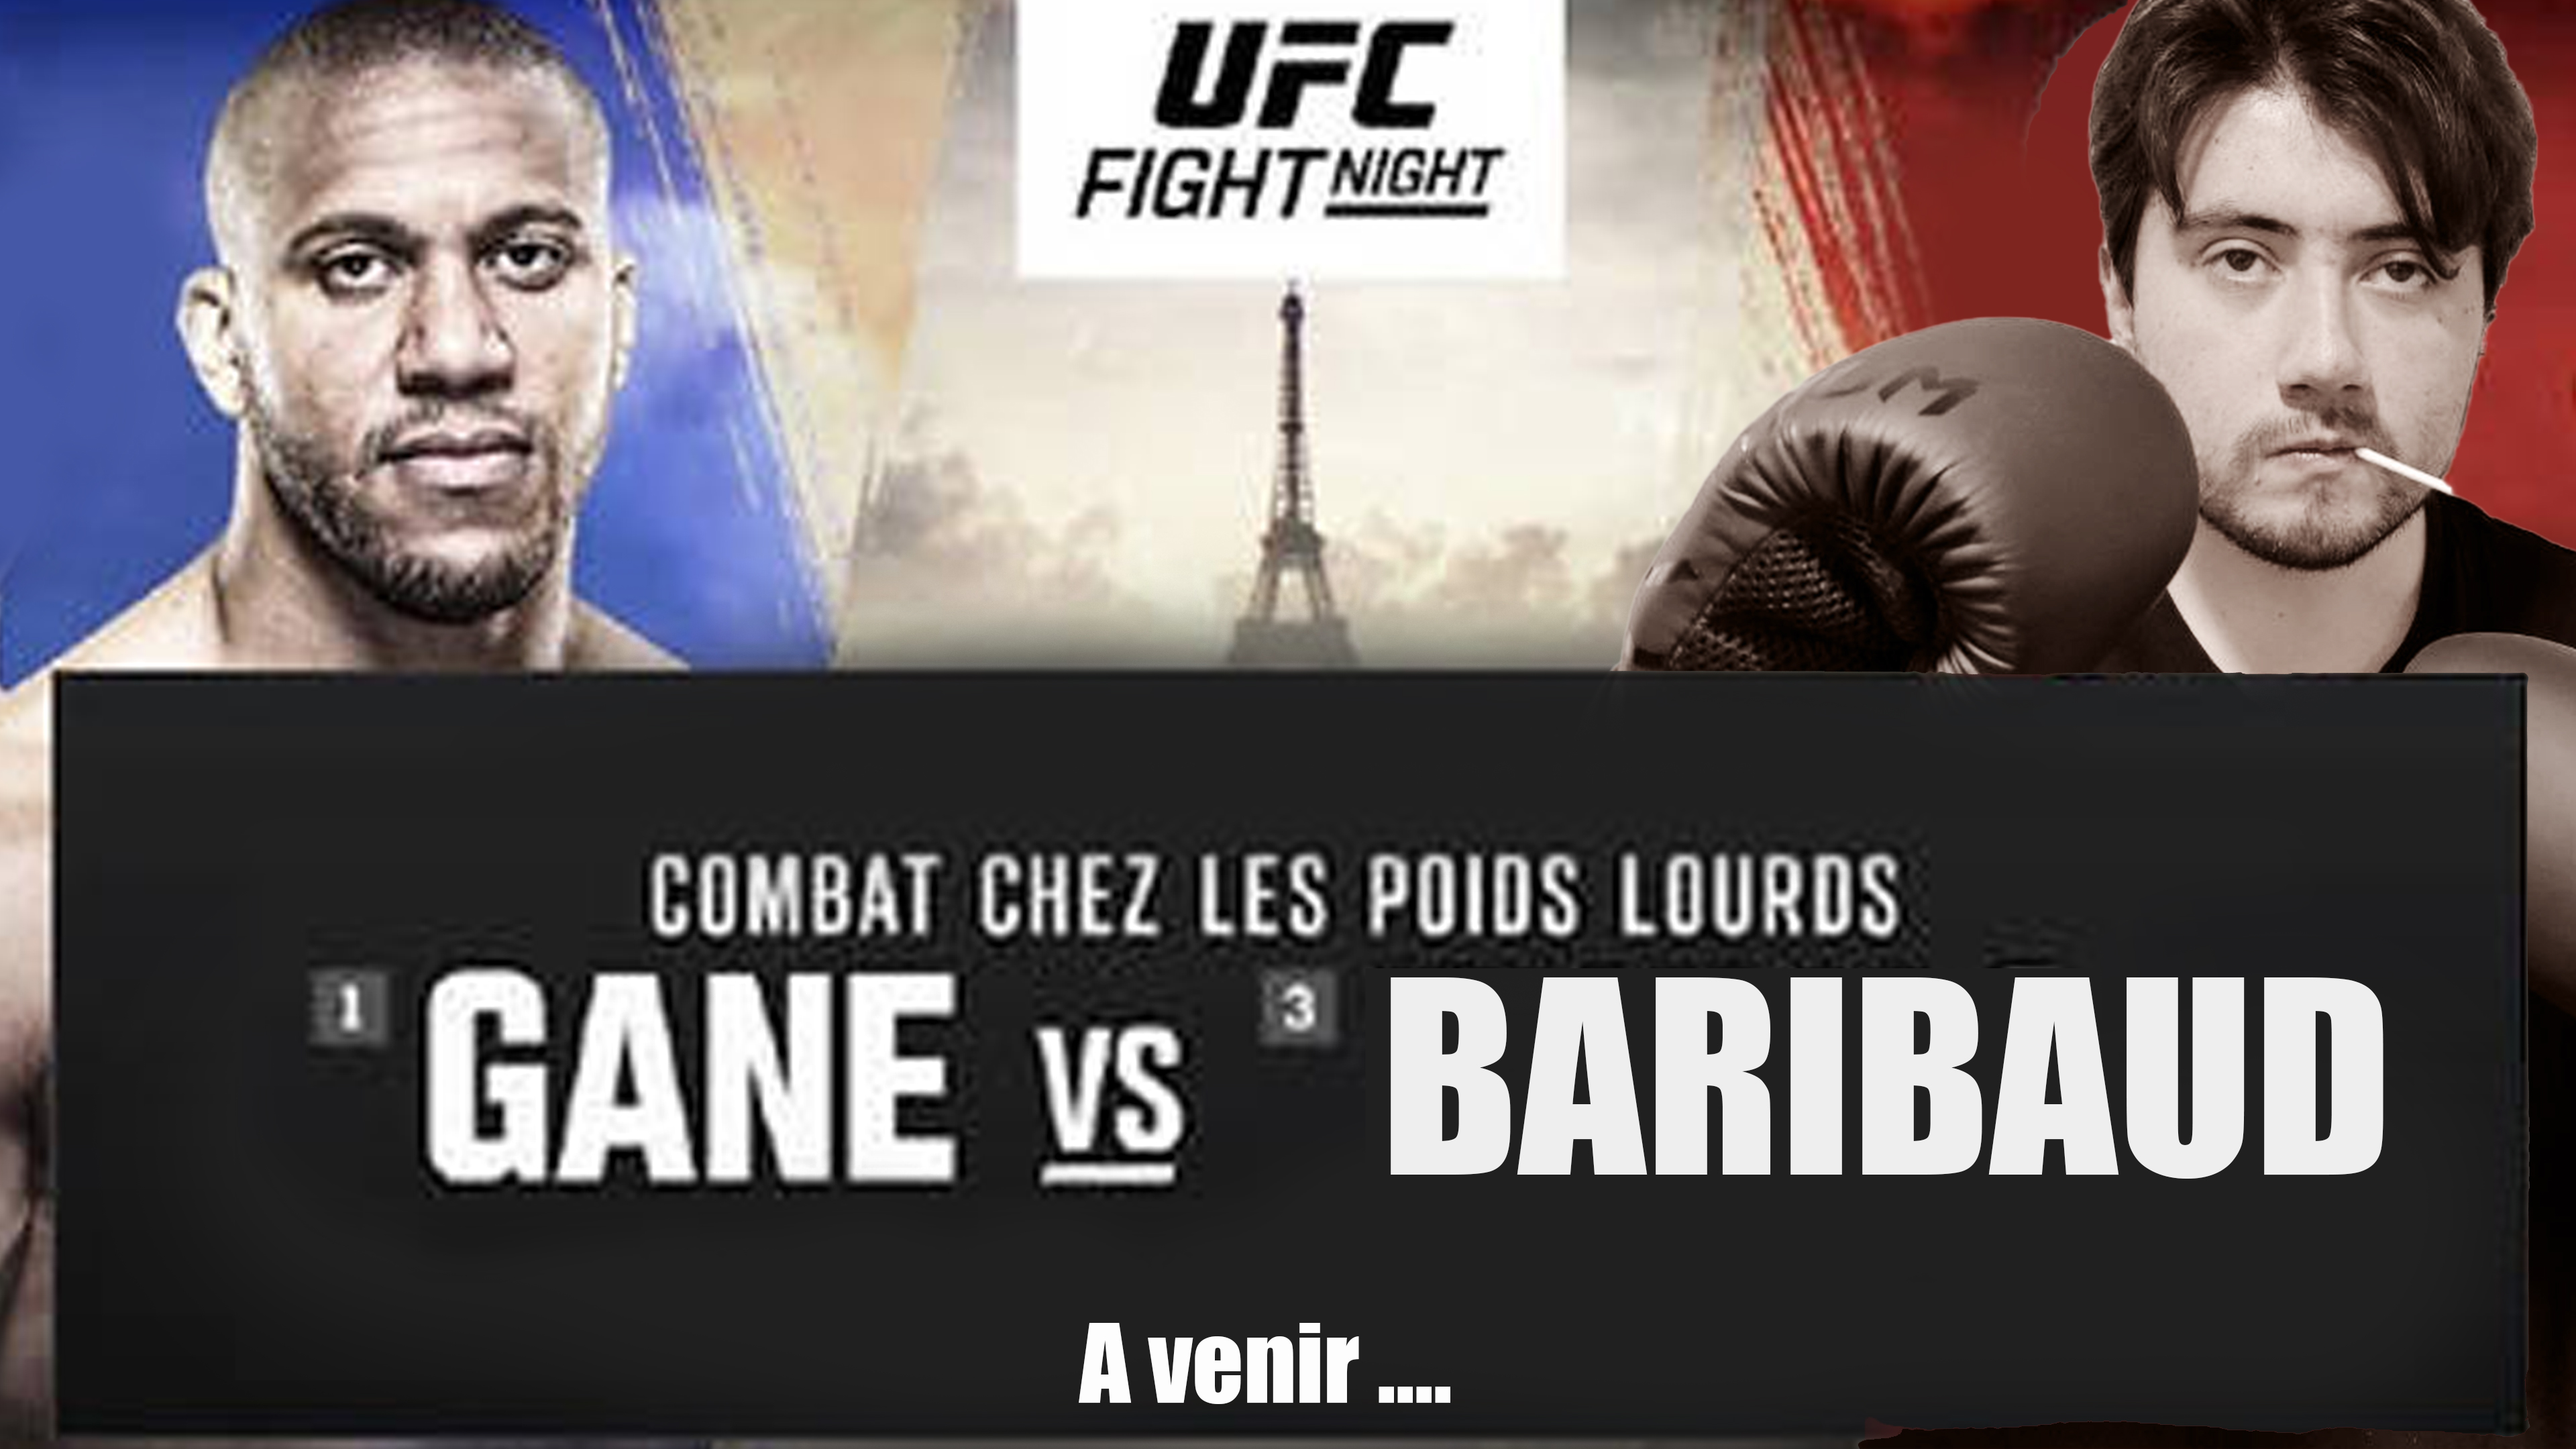 UFC
FIGHT NIGHT
COMBAT CHEZ LES POIDS LOURDS
1 GANE VS 3 BARIBAUD
A venir ....